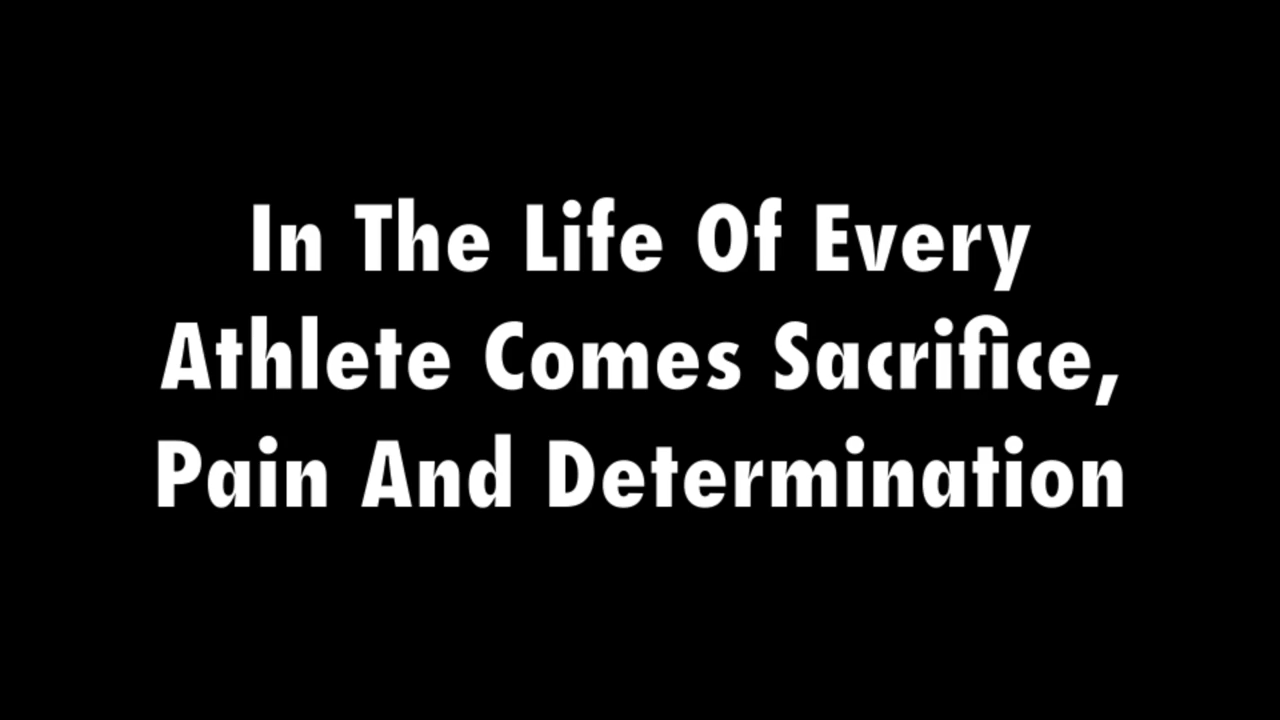 In The Life Of Every
Athlete Comes Sacrifice,
Pain And Determination